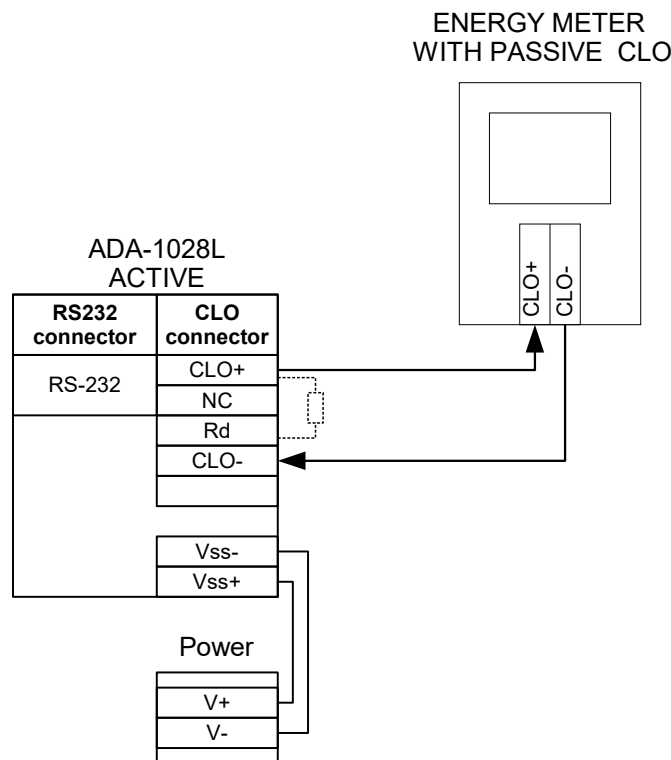 ENERGY METER
WITH PASSIVE CLO
CLO+
CLO-
ADA-1028L
ACTIVE
RS232
connector
CLO
connector
RS-232
CLO+
NC
Rd
CLO-
Vss-
Vss+
Power
V+
V-